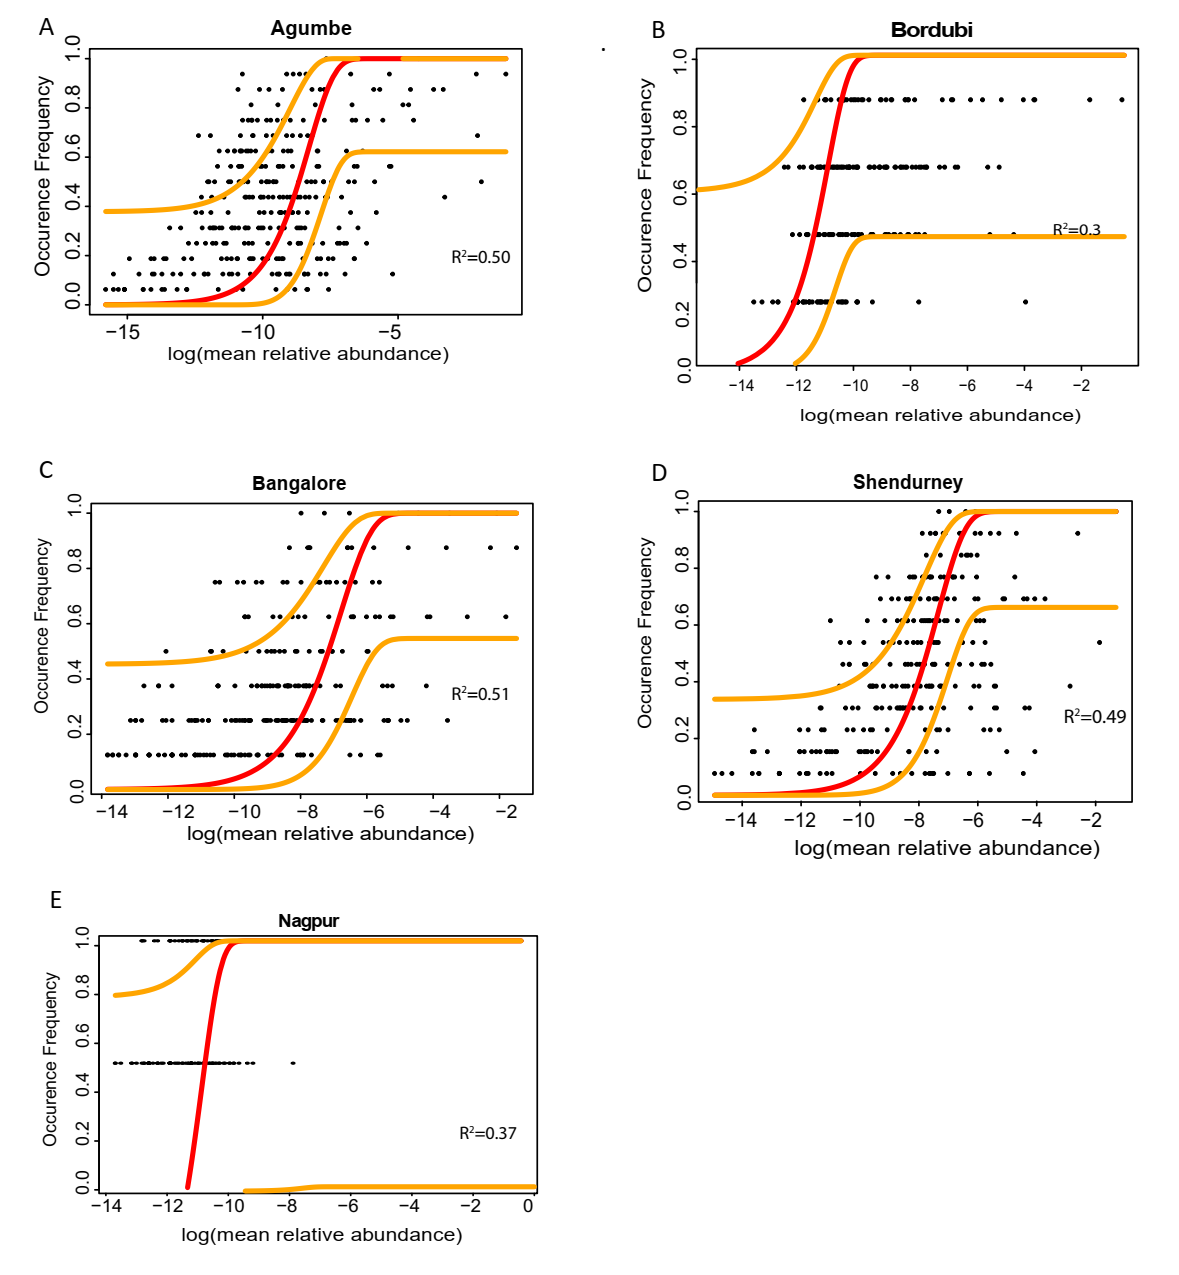 A
Agumbe
Occurence Frequency
0.0 0.2 0.4 0.6 0.8 1.0
R²=0.50
−15 −10 −5
log(mean relative abundance)
B
Bordubi
Occurence Frequency
0.0 0.2 0.4 0.6 0.8 1.0
R²=0.3
−14 −12 −10 −8 −6 −4 −2
log(mean relative abundance)
C
Bangalore
Occurence Frequency
0.0 0.2 0.4 0.6 0.8 1.0
R²=0.51
−14 −12 −10 −8 −6 −4 −2
log(mean relative abundance)
D
Shendurney
Occurence Frequency
0.0 0.2 0.4 0.6 0.8 1.0
R²=0.49
−14 −12 −10 −8 −6 −4 −2
log(mean relative abundance)
E
Nagpur
Occurence Frequency
0.0 0.2 0.4 0.6 0.8 1.0
R²=0.37
−14 −12 −10 −8 −6 −4 −2 0
log(mean relative abundance)